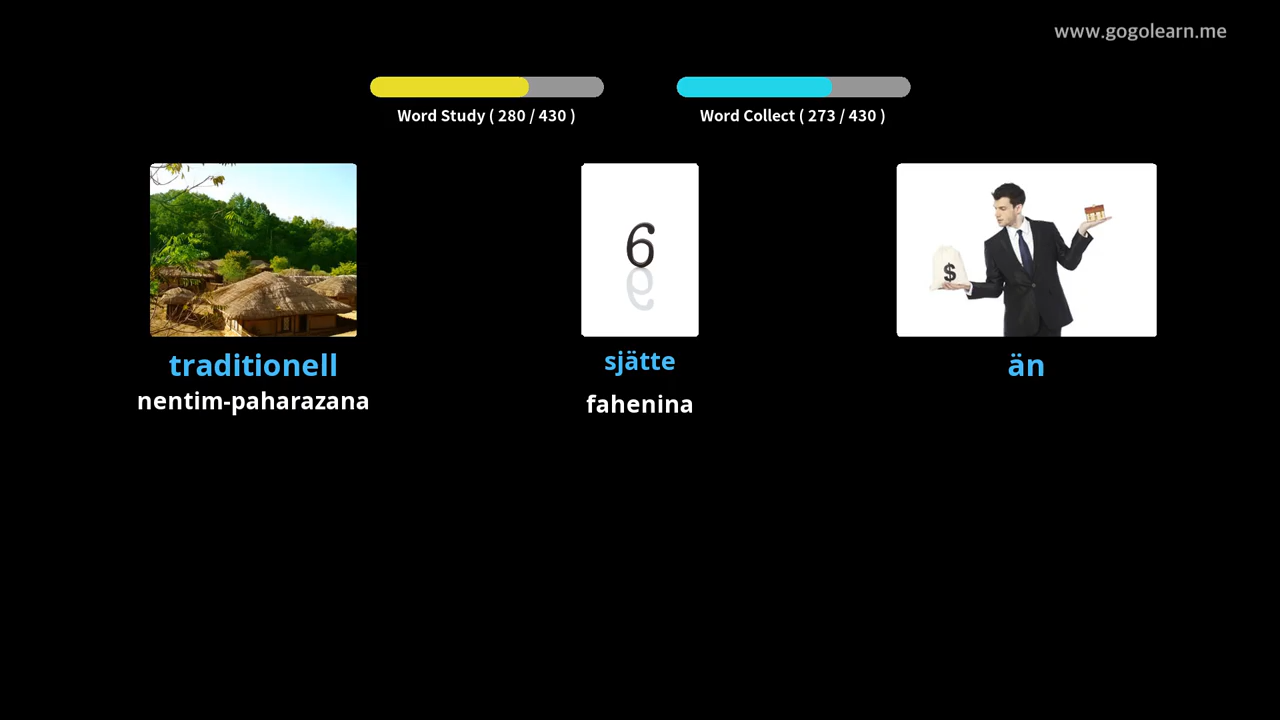 www.gogolearn.me
Word Study ( 280 / 430 )
Word Collect ( 273 / 430 )
6
$
traditionell
sjätte
än
nentim-paharazana
fahenina